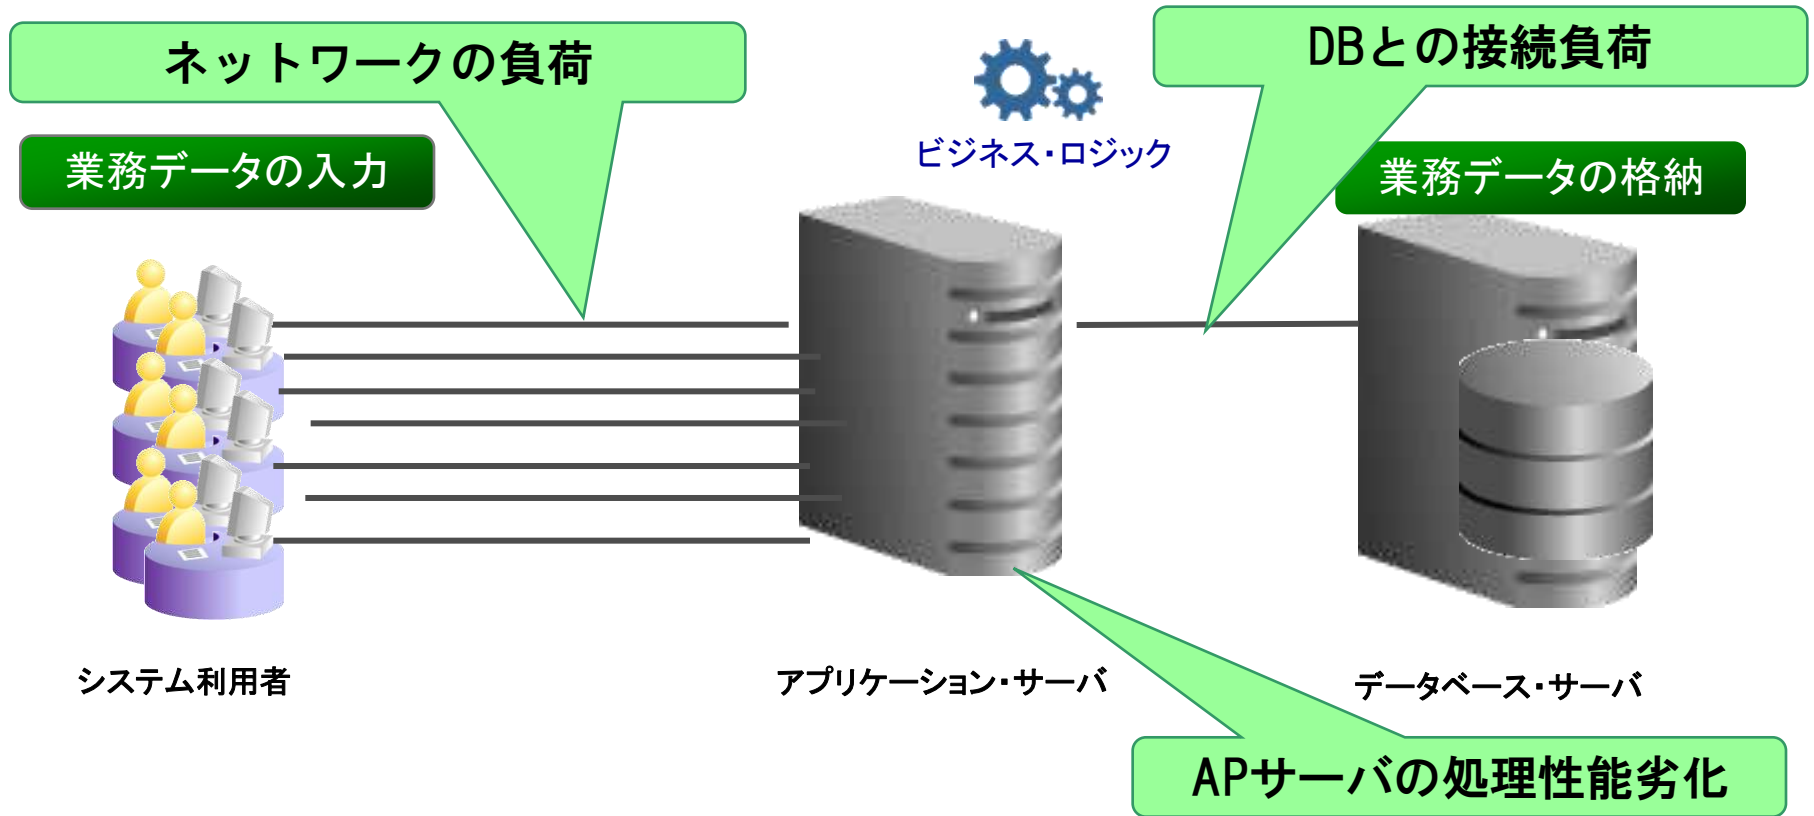 ネットワークの負荷
DBとの接続負荷
ビジネス・ロジック
業務データの入力
業務データの格納
システム利用者
アプリケーション・サーバ
データベース・サーバ
APサーバの処理性能劣化